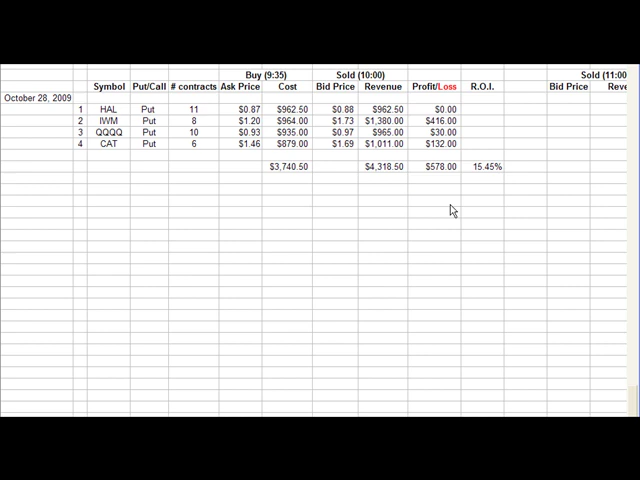 Buy (9:35) Sold (10:00) Sold (11:00
Symbol Put/Call # contracts Ask Price Cost Bid Price Revenue Profit/Loss R.O.I. Bid Price Reve
October 28, 2009
1 HAL Put 11 $0.87 $962.50 $0.88 $962.50 $0.00
2 IWM Put 8 $1.20 $964.00 $1.73 $1,380.00 $416.00
3 QQQQ Put 10 $0.93 $935.00 $0.97 $965.00 $30.00
4 CAT Put 6 $1.46 $879.00 $1.69 $1,011.00 $132.00
$3,740.50 $4,318.50 $578.00 15.45%